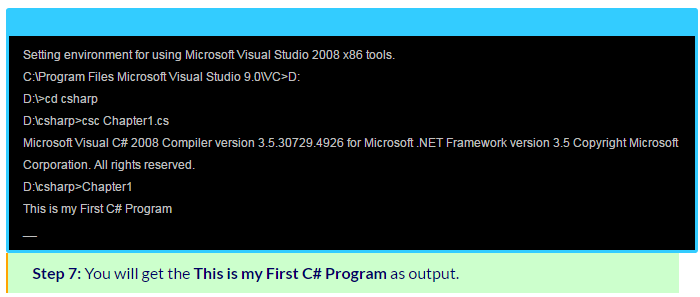 Setting environment for using Microsoft Visual Studio 2008 x86 tools.
C:\Program Files Microsoft Visual Studio 9.0\VC>D:
D:\>cd csharp
D:\csharp>csc Chapter1.cs
Microsoft Visual C# 2008 Compiler version 3.5.30729.4926 for Microsoft .NET Framework version 3.5 Copyright Microsoft
Corporation. All rights reserved.
D:\csharp>Chapter1
This is my First C# Program
__
Step 7: You will get the This is my First C# Program as output.